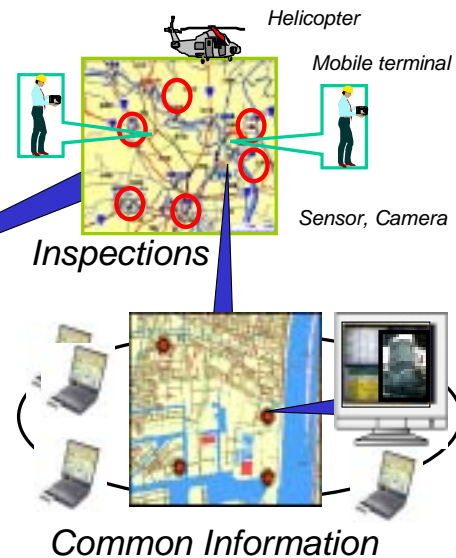 Helicopter
Mobile terminal
Sensor, Camera
Inspections
Common Information